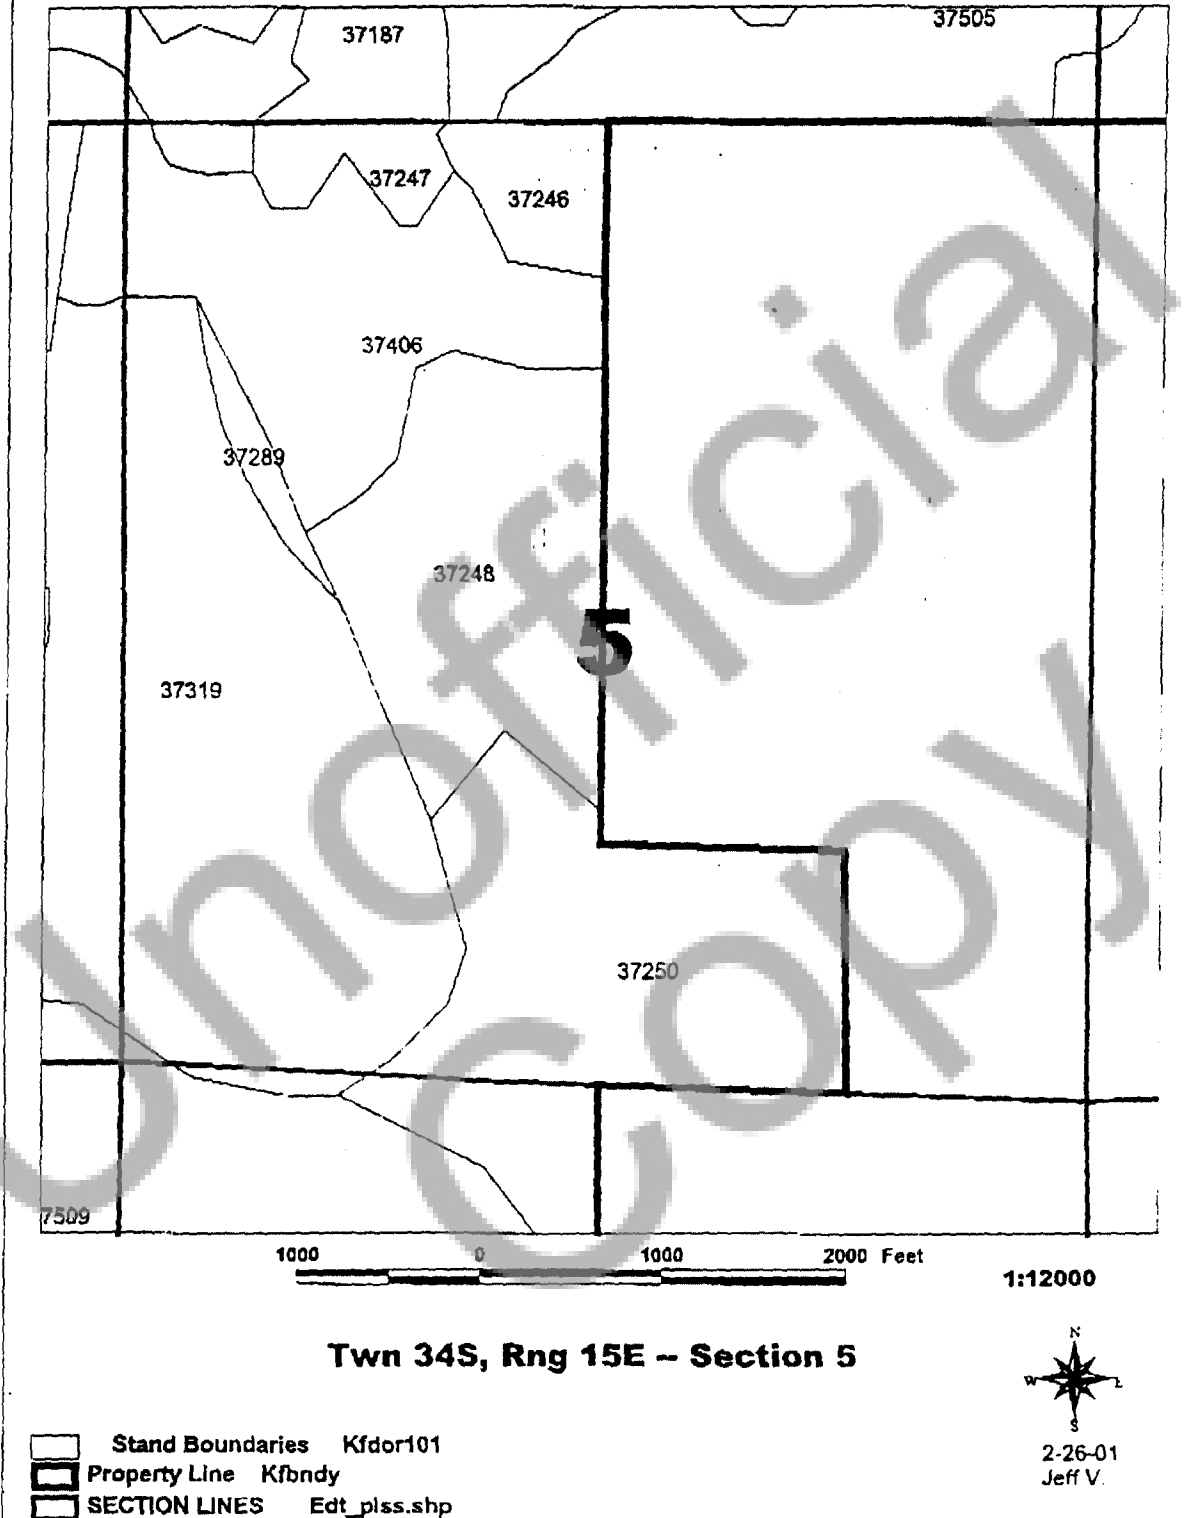 37187
37505
37247
37246
37406
37289
37248
5
37319
37250
7509
1000 0 1000 2000 Feet
1:12000
Twn 34S, Rng 15E -- Section 5
N
W
S
Stand Boundaries Kfdor101
Property Line Kfbndy
SECTION LINES Edt_plss.shp
2-26-01
Jeff V.
Unofficial
Copy